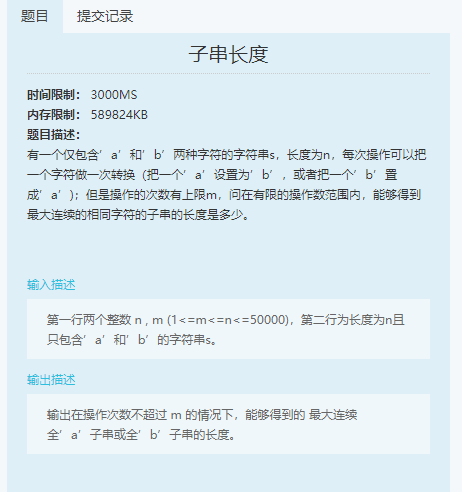 题目 提交记录
子串长度
时间限制： 3000MS
内存限制： 589824KB
题目描述：
有一个仅包含’a’和’b’两种字符的字符串s，长度为n，每次操作可以把
一个字符做一次转换（把一个’a’设置为’b’，或者把一个’b’置
成’a’)；但是操作的次数有上限m，问在有限的操作数范围内，能够得到
最大连续的相同字符的子串的长度是多少。
输入描述
第一行两个整数 n , m (1<=m<=n<=50000)，第二行为长度为n且
只包含’a’和’b’的字符串s。
输出描述
输出在操作次数不超过 m 的情况下，能够得到的 最大连续
全’a’子串或全’b’子串的长度。